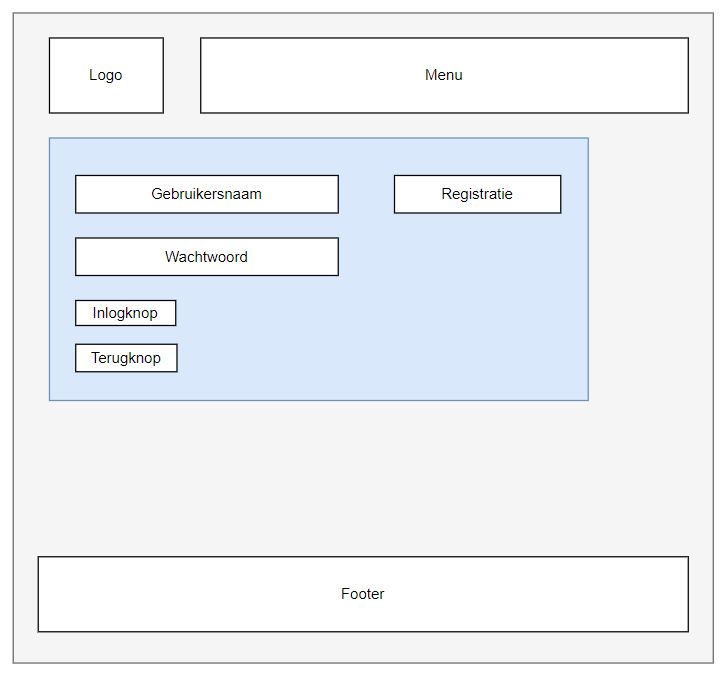 Logo
Menu
Gebruikersnaam
Registratie
Wachtwoord
Inlogknop
Terugknop
Footer